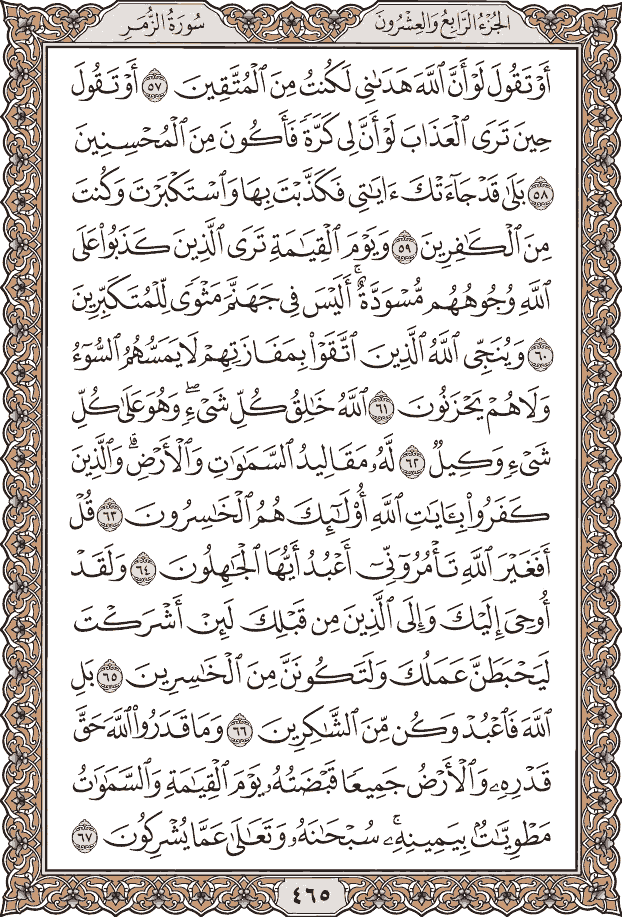 الجُزْءُ الرَّابِعُ وَالعِشْرُونَ سُورَةُ الزُّمَرِ
أَوْ تَقُولَ لَوْ أَنَّ ٱللَّهَ هَدَىٰنِى لَكُنتُ مِنَ ٱلْمُتَّقِينَ ٥٧ أَوْ تَقُولَ
حِينَ تَرَى ٱلْعَذَابَ لَوْ أَنَّ لِى كَرَّةً فَأَكُونَ مِنَ ٱلْمُحْسِنِينَ
٥٨ بَلَىٰ قَدْ جَآءَتْكَ ءَايَٰتِى فَكَذَّبْتَ بِهَا وَٱسْتَكْبَرْتَ وَكُنتَ
مِنَ ٱلْكَٰفِرِينَ ٥٩ وَيَوْمَ ٱلْقِيَٰمَةِ تَرَى ٱلَّذِينَ كَذَبُوا۟ عَلَى
ٱللَّهِ وُجُوهُهُم مُّسْوَدَّةٌ ۚ أَلَيْسَ فِى جَهَنَّمَ مَثْوًى لِّلْمُتَكَبِّرِينَ
٦٠ وَيُنَجِّى ٱللَّهُ ٱلَّذِينَ ٱتَّقَوْا۟ بِمَفَازَتِهِمْ لَا يَمَسُّهُمُ ٱلسُّوٓءُ
وَلَا هُمْ يَحْزَنُونَ ٦١ ٱللَّهُ خَٰلِقُ كُلِّ شَىْءٍ ۖ وَهُوَ عَلَىٰ كُلِّ
شَىْءٍ وَكِيلٌ ٦٢ لَّهُۥ مَقَالِيدُ ٱلسَّمَٰوَٰتِ وَٱلْأَرْضِ ۗ وَٱلَّذِينَ
كَفَرُوا۟ بِـَٔايَٰتِ ٱللَّهِ أُو۟لَٰٓئِكَ هُمُ ٱلْخَٰسِرُونَ ٦٣ قُلْ
أَفَغَيْرَ ٱللَّهِ تَأْمُرُوٓنِّىٓ أَعْبُدُ أَيُّهَا ٱلْجَٰهِلُونَ ٦٤ وَلَقَدْ
أُوحِىَ إِلَيْكَ وَإِلَى ٱلَّذِينَ مِن قَبْلِكَ لَئِنْ أَشْرَكْتَ
لَيَحْبَطَنَّ عَمَلُكَ وَلَتَكُونَنَّ مِنَ ٱلْخَٰسِرِينَ ٦٥ بَلِ
ٱللَّهَ فَٱعْبُدْ وَكُن مِّنَ ٱلشَّٰكِرِينَ ٦٦ وَمَا قَدَرُوا۟ ٱللَّهَ حَقَّ
قَدْرِهِۦ وَٱلْأَرْضُ جَمِيعًا قَبْضَتُهُۥ يَوْمَ ٱلْقِيَٰمَةِ وَٱلسَّمَٰوَٰتُ
مَطْوِيَّٰتٌۢ بِيَمِينِهِۦ ۚ سُبْحَٰنَهُۥ وَتَعَٰلَىٰ عَمَّا يُشْرِكُونَ ٦٧
٤٦٥